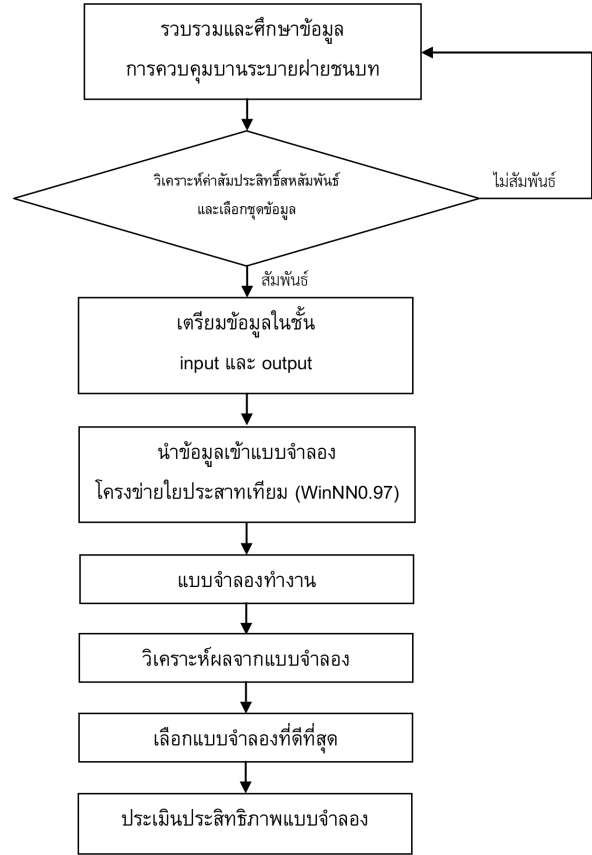 รวบรวมและศึกษาข้อมูล
การควบคุมบานระบายฝายชนบท
วิเคราะห์ค่าสัมประสิทธิ์สหสัมพันธ์
และเลือกชุดข้อมูล
ไม่สัมพันธ์
สัมพันธ์
เตรียมข้อมูลในชั้น
input และ output
นำข้อมูลเข้าแบบจำลอง
โครงข่ายใยประสาทเทียม (WinNN0.97)
แบบจำลองทำงาน
วิเคราะห์ผลจากแบบจำลอง
เลือกแบบจำลองที่ดีที่สุด
ประเมินประสิทธิภาพแบบจำลอง